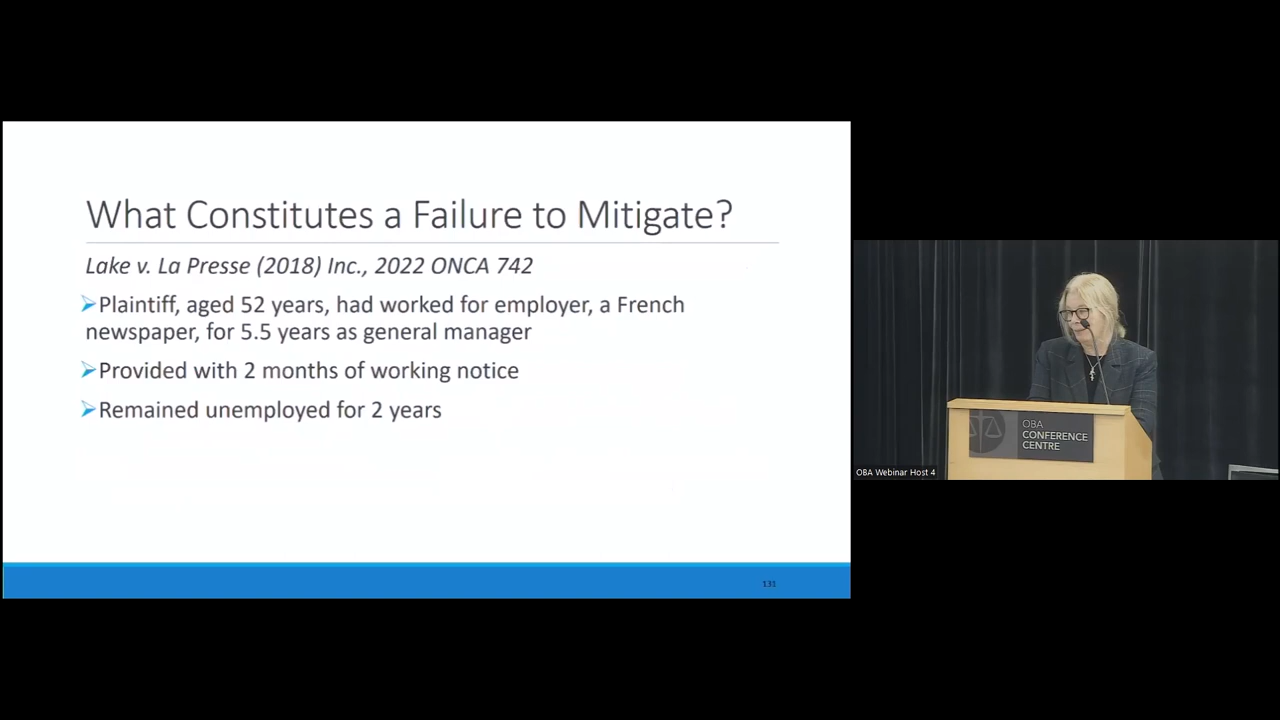 What Constitutes a Failure to Mitigate?
Lake v. La Presse (2018) Inc., 2022 ONCA 742
➢Plaintiff, aged 52 years, had worked for employer, a French
newspaper, for 5.5 years as general manager
➢Provided with 2 months of working notice
➢Remained unemployed for 2 years
131
OBA
CONFERENCE
CENTRE
OBA Webinar Host 4